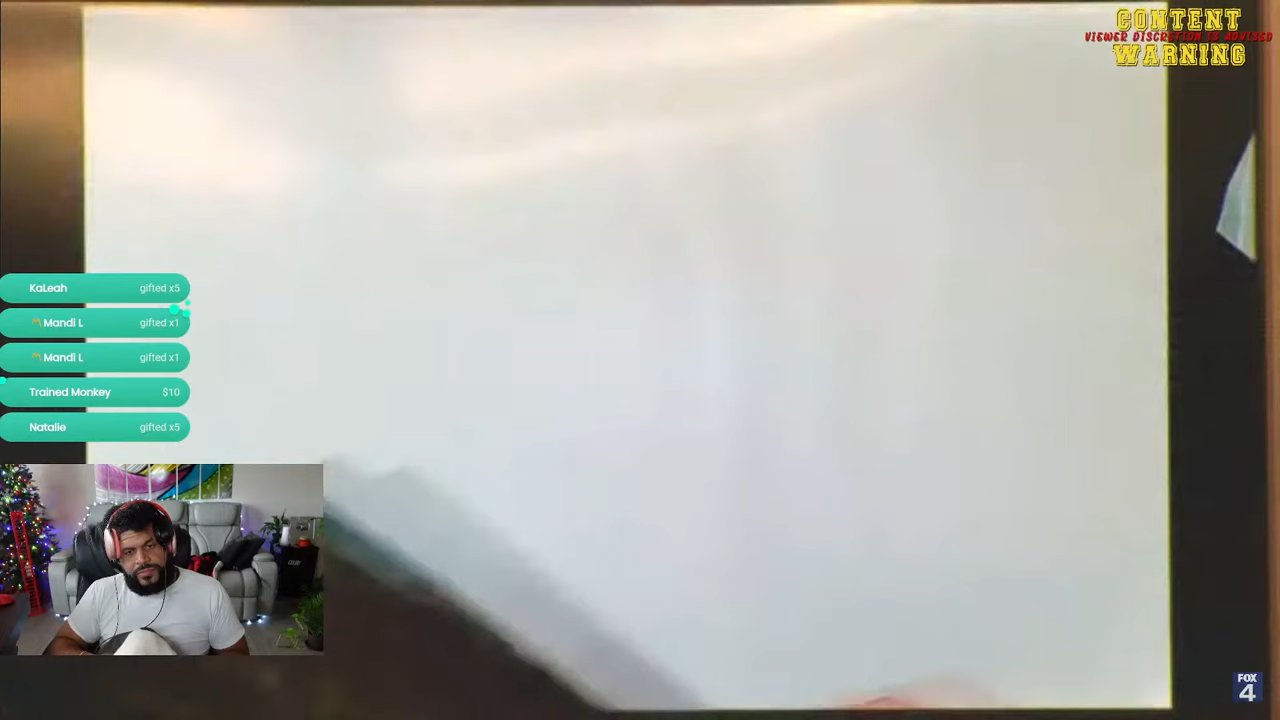 CONTENT
VIEWER DISCRETION IS ADVISED
WARNING
KaLeah gifted x5
Mandi L gifted x1
Mandi L gifted x1
Trained Monkey $10
Natalie gifted x5
FOX
4